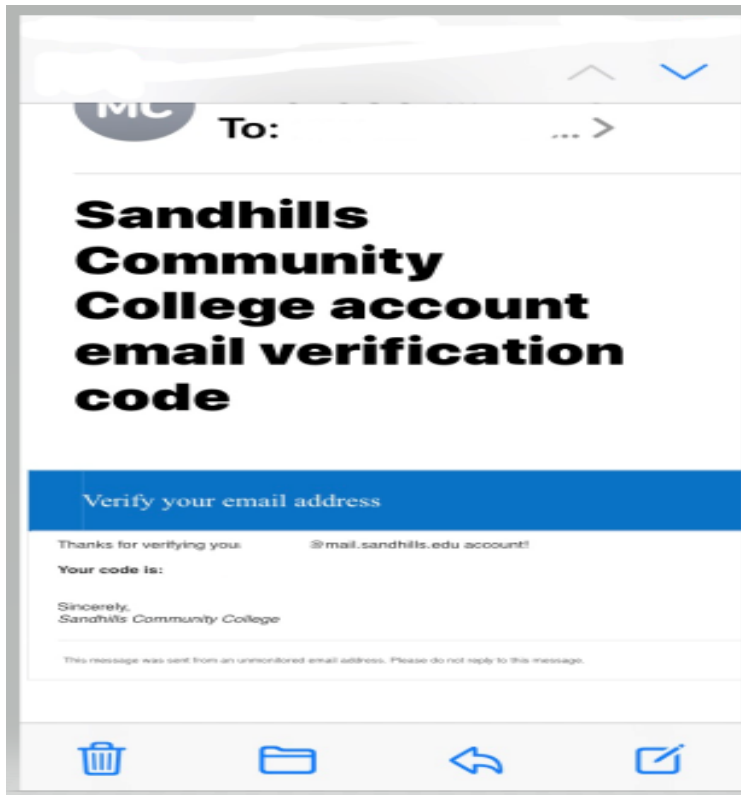 MC
To:
... >
Sandhills
Community
College account
email verification
code
Verify your email address
Thanks for verifying your @mail.sandhills.edu account!
Your code is:
Sincerely,
Sandhills Community College
This message was sent from an unmonitored email address. Please do not reply to this message.